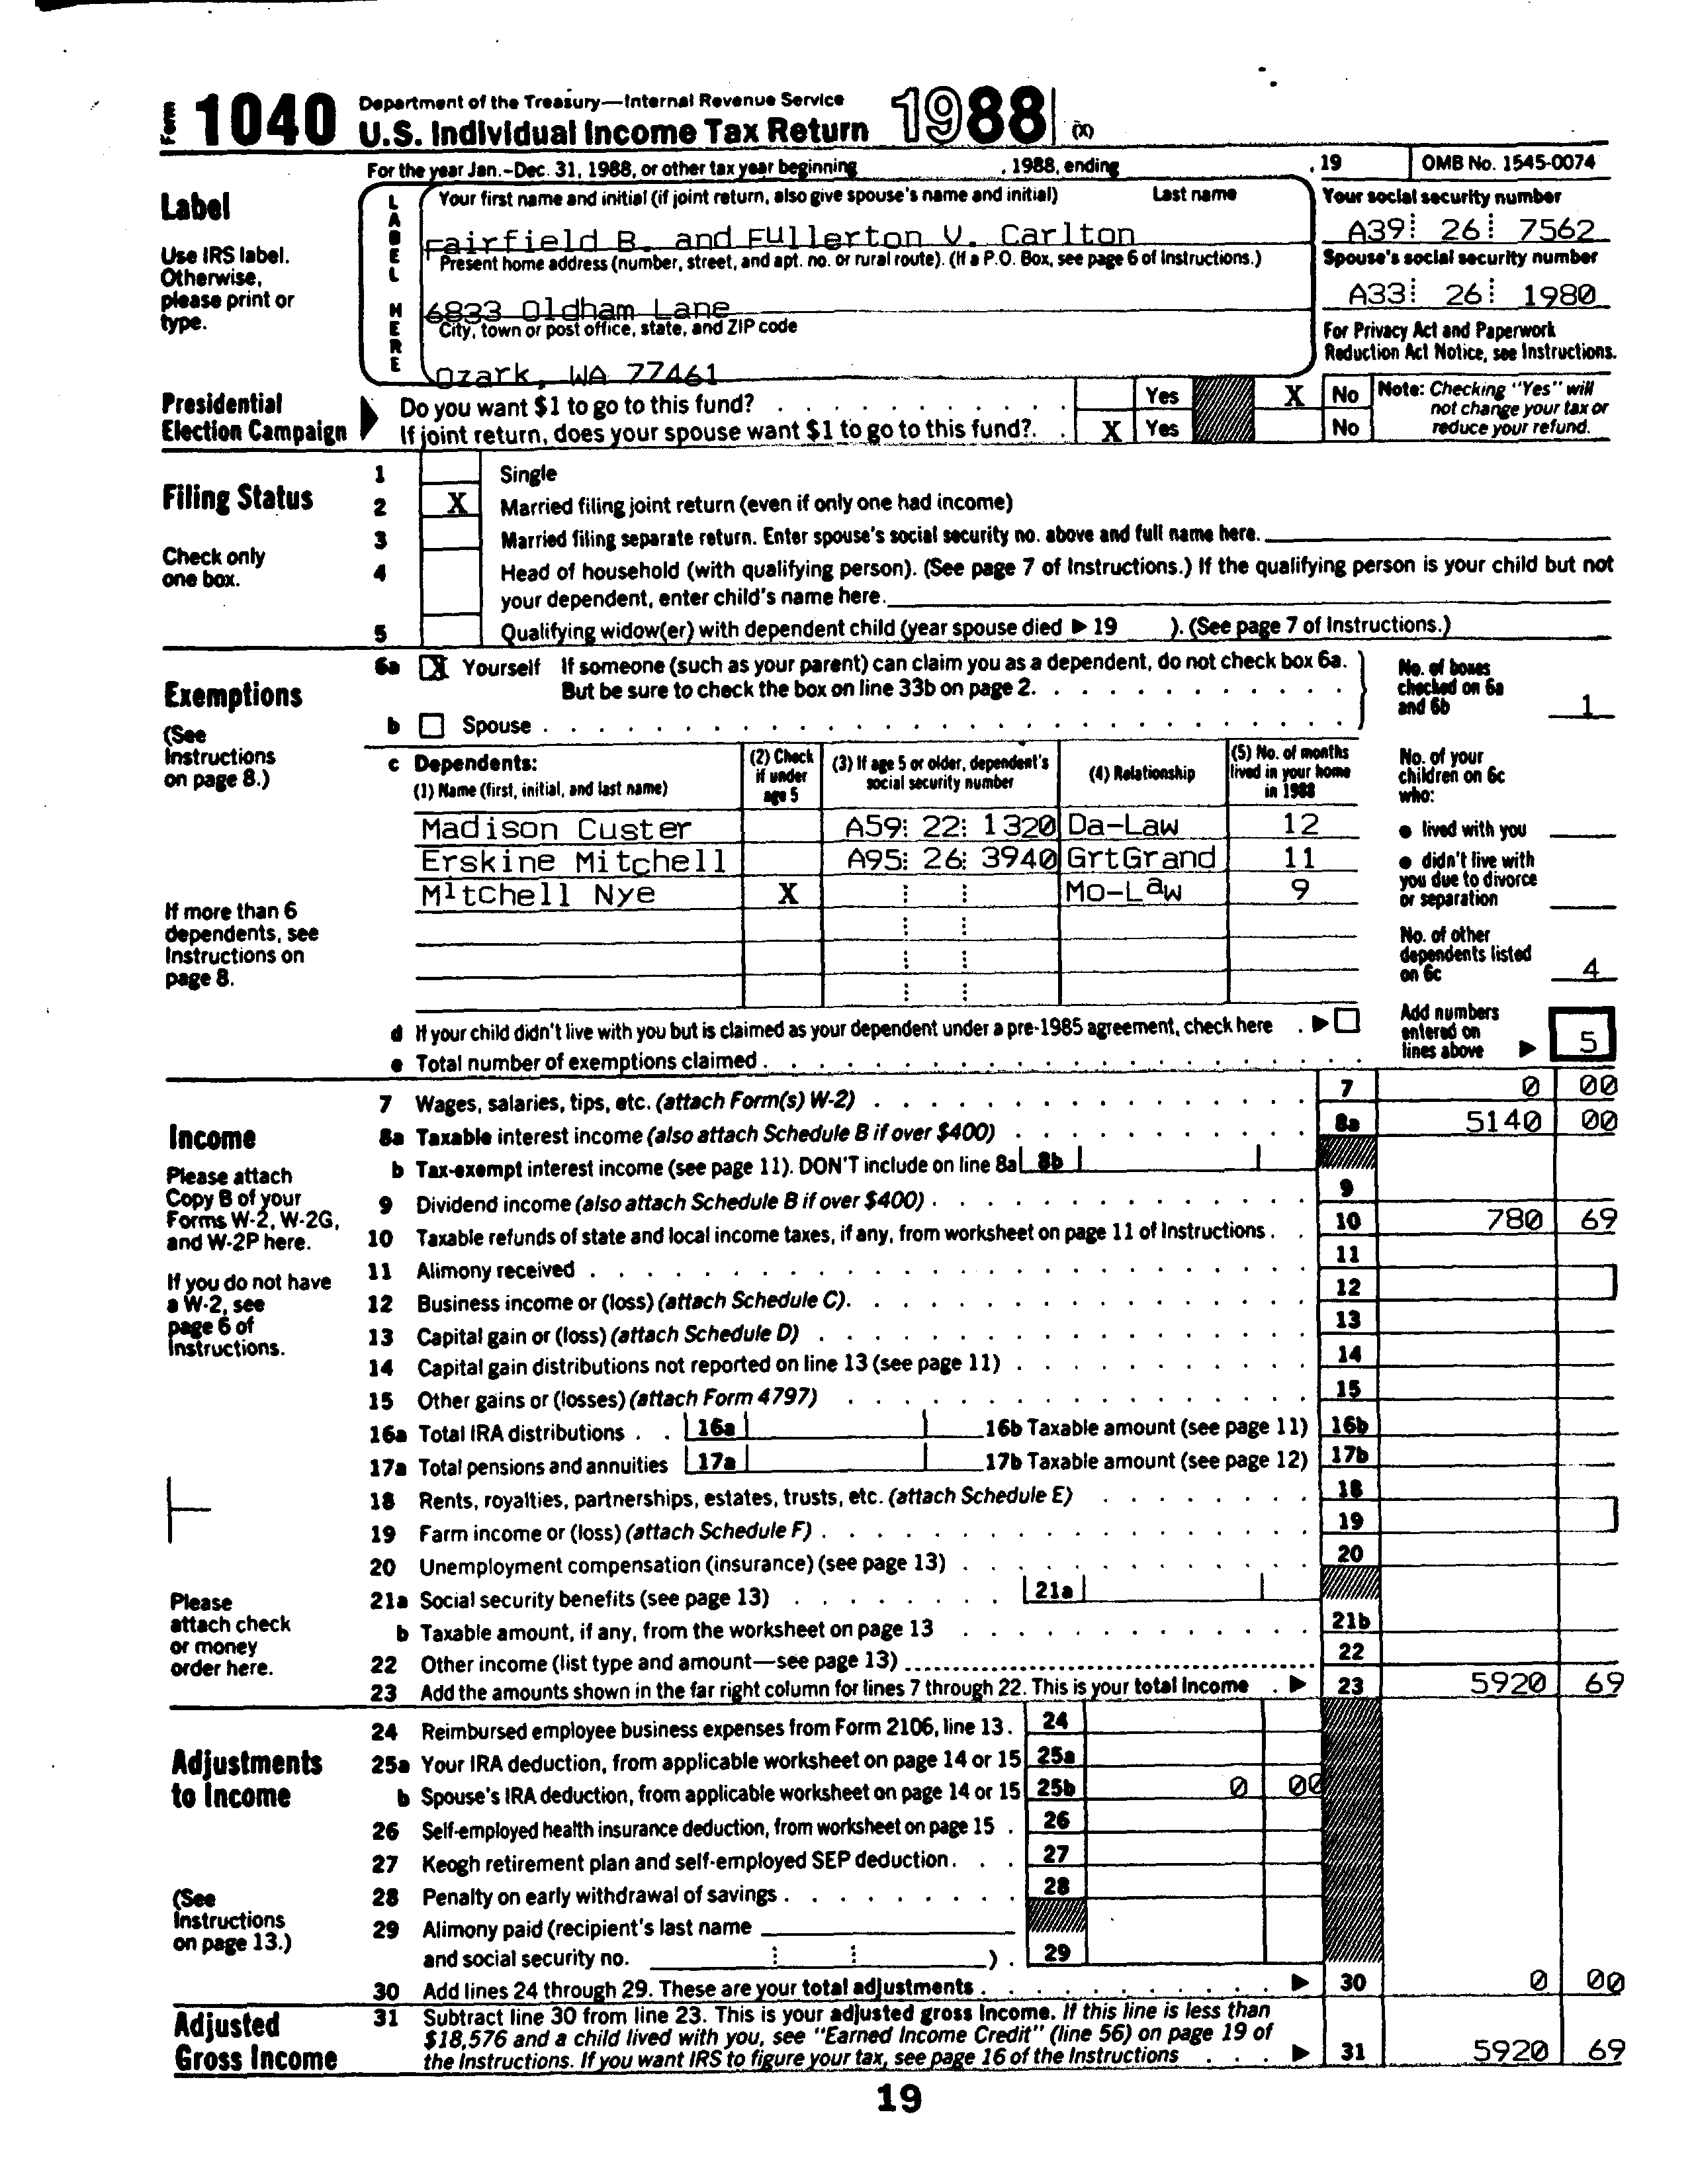 Form 1040 Department of the Treasury—Internal Revenue Service
U.S. Individual Income Tax Return 1988 (X)
For the year Jan.-Dec. 31, 1988, or other tax year beginning , 1988, ending , 19 OMB No. 1545-0074
Label
Use IRS label.
Otherwise,
please print or
type.
LABEL HERE
Your first name and initial (if joint return, also give spouse's name and initial) Last name
Fairfield B. and Fullerton V. Carlton
Present home address (number, street, and apt. no. or rural route). (If a P.O. Box, see page 6 of Instructions.)
6833 Oldham Lane
City, town or post office, state, and ZIP code
Ozark, WA 77461
Your social security number
A39 26 7562
Spouse's social security number
A33 26 1980
For Privacy Act and Paperwork
Reduction Act Notice, see Instructions.
Presidential
Election Campaign
Do you want $1 to go to this fund? Yes X No
If joint return, does your spouse want $1 to go to this fund? X Yes No
Note: Checking "Yes" will
not change your tax or
reduce your refund.
Filing Status
Check only
one box.
1 Single
2 X Married filing joint return (even if only one had income)
3 Married filing separate return. Enter spouse's social security no. above and full name here.
4 Head of household (with qualifying person). (See page 7 of Instructions.) If the qualifying person is your child but not
your dependent, enter child's name here.
5 Qualifying widow(er) with dependent child (year spouse died ▶ 19 ). (See page 7 of Instructions.)
Exemptions
(See
Instructions
on page 8.)
If more than 6
dependents, see
Instructions on
page 8.
6a X Yourself If someone (such as your parent) can claim you as a dependent, do not check box 6a.
But be sure to check the box on line 33b on page 2.
b Spouse
No. of boxes
checked on 6a
and 6b 1
c Dependents:
(1) Name (first, initial, and last name)
(2) Check
if under
age 5
(3) If age 5 or older, dependent's
social security number
(4) Relationship
(5) No. of months
lived in your home
in 1988
Madison Custer A59 22 1320 Da-Law 12
Erskine Mitchell A95 26 3940 GrtGrand 11
Mitchell Nye X Mo-Law 9
No. of your
children on 6c
who:
● lived with you
● didn't live with
you due to divorce
or separation
No. of other
dependents listed
on 6c 4
d If your child didn't live with you but is claimed as your dependent under a pre-1985 agreement, check here ▶
e Total number of exemptions claimed
Add numbers
entered on
lines above ▶ 5
Income
Please attach
Copy B of your
Forms W-2, W-2G,
and W-2P here.
If you do not have
a W-2, see
page 6 of
Instructions.
Please
attach check
or money
order here.
7 Wages, salaries, tips, etc. (attach Form(s) W-2) 7 0 00
8a Taxable interest income (also attach Schedule B if over $400) 8a 5140 00
b Tax-exempt interest income (see page 11). DON'T include on line 8a 8b
9 Dividend income (also attach Schedule B if over $400) 9
10 Taxable refunds of state and local income taxes, if any, from worksheet on page 11 of Instructions 10 780 69
11 Alimony received 11
12 Business income or (loss) (attach Schedule C). 12
13 Capital gain or (loss) (attach Schedule D) 13
14 Capital gain distributions not reported on line 13 (see page 11) 14
15 Other gains or (losses) (attach Form 4797) 15
16a Total IRA distributions 16a 16b Taxable amount (see page 11) 16b
17a Total pensions and annuities 17a 17b Taxable amount (see page 12) 17b
18 Rents, royalties, partnerships, estates, trusts, etc. (attach Schedule E) 18
19 Farm income or (loss) (attach Schedule F) 19
20 Unemployment compensation (insurance) (see page 13) 20
21a Social security benefits (see page 13) 21a
b Taxable amount, if any, from the worksheet on page 13 21b
22 Other income (list type and amount—see page 13) 22
23 Add the amounts shown in the far right column for lines 7 through 22. This is your total income ▶ 23 5920 69
Adjustments
to Income
(See
Instructions
on page 13.)
24 Reimbursed employee business expenses from Form 2106, line 13. 24
25a Your IRA deduction, from applicable worksheet on page 14 or 15 25a
b Spouse's IRA deduction, from applicable worksheet on page 14 or 15 25b 0 00
26 Self-employed health insurance deduction, from worksheet on page 15 26
27 Keogh retirement plan and self-employed SEP deduction 27
28 Penalty on early withdrawal of savings 28
29 Alimony paid (recipient's last name
and social security no. ) 29
30 Add lines 24 through 29. These are your total adjustments ▶ 30 0 00
Adjusted
Gross Income
31 Subtract line 30 from line 23. This is your adjusted gross income. If this line is less than
$18,576 and a child lived with you, see "Earned Income Credit" (line 56) on page 19 of
the Instructions. If you want IRS to figure your tax, see page 16 of the Instructions ▶ 31 5920 69
19